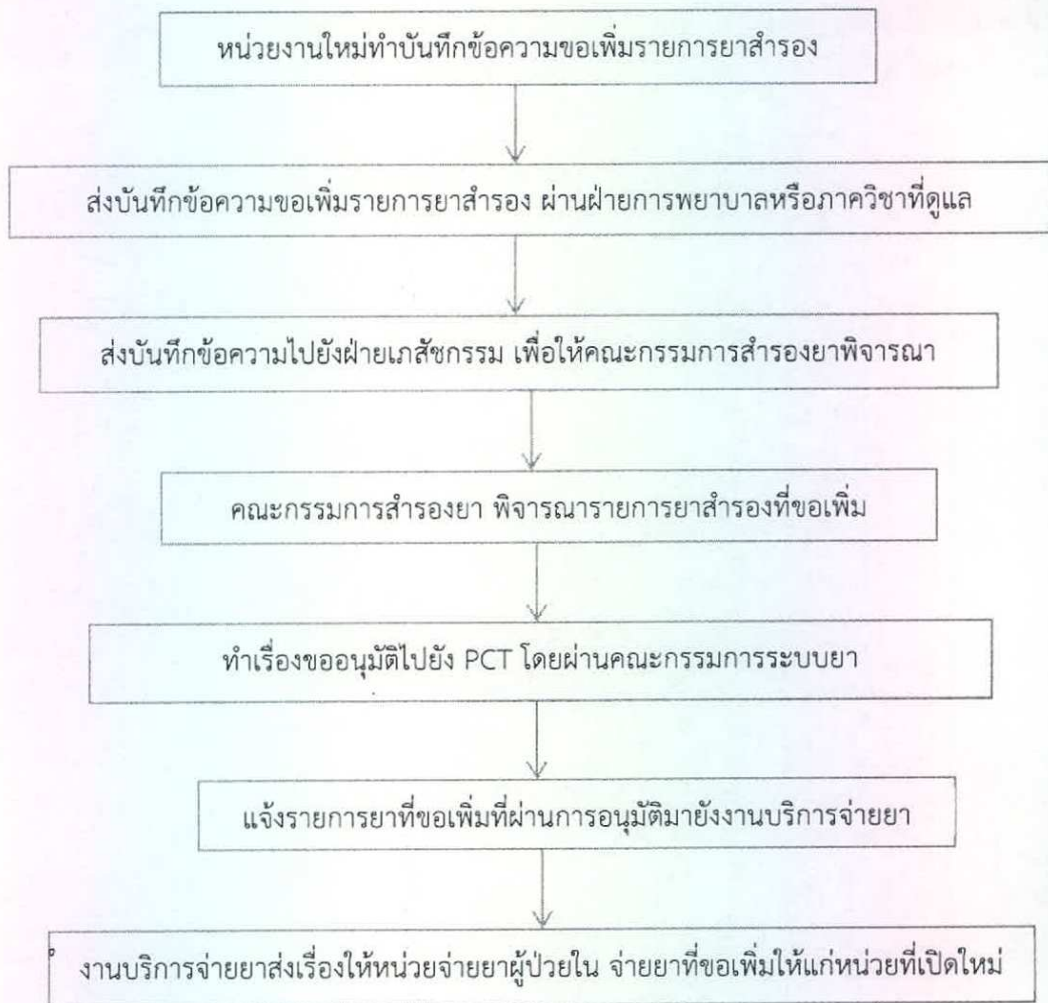 หน่วยงานใหม่ทำบันทึกข้อความขอเพิ่มรายการยาสำรอง
ส่งบันทึกข้อความขอเพิ่มรายการยาสำรอง ผ่านฝ่ายการพยาบาลหรือภาควิชาที่ดูแล
ส่งบันทึกข้อความไปยังฝ่ายเภสัชกรรม เพื่อให้คณะกรรมการสำรองยาพิจารณา
คณะกรรมการสำรองยา พิจารณารายการยาสำรองที่ขอเพิ่ม
ทำเรื่องขออนุมัติไปยัง PCT โดยผ่านคณะกรรมการระบบยา
แจ้งรายการยาที่ขอเพิ่มที่ผ่านการอนุมัติมายังงานบริการจ่ายยา
งานบริการจ่ายยาส่งเรื่องให้หน่วยจ่ายยาผู้ป่วยใน จ่ายยาที่ขอเพิ่มให้แก่หน่วยที่เปิดใหม่